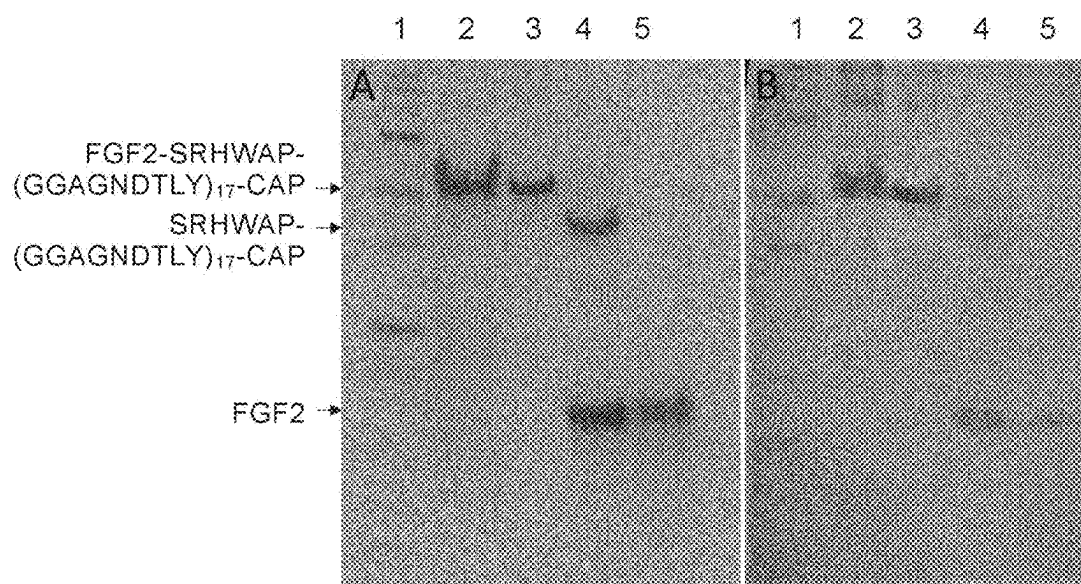 1 2 3 4 5 1 2 3 4 5
A B
FGF2-SRHWAP-
(GGAGNDTLY)₁₇-CAP
SRHWAP-
(GGAGNDTLY)₁₇-CAP
FGF2